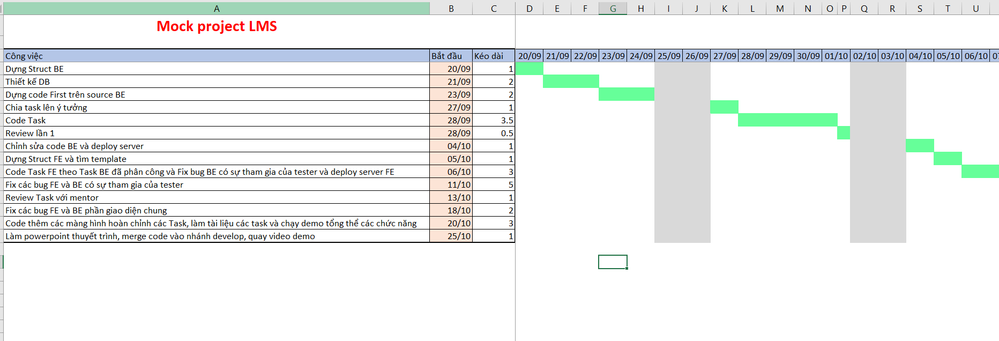 A B C D E F G H I J K L M N O P Q R S T U
Mock project LMS
Công việc Bắt đầu Kéo dài 20/09 21/09 22/09 23/09 24/09 25/09 26/09 27/09 28/09 29/09 30/09 01/10 02/10 03/10 04/10 05/10 06/10
Dựng Struct BE 20/09 1
Thiết kế DB 21/09 2
Dựng code First trên source BE 23/09 2
Chia task lên ý tưởng 27/09 1
Code Task 28/09 3.5
Review lần 1 28/09 0.5
Chỉnh sửa code BE và deploy server 04/10 1
Dựng Struct FE và tìm template 05/10 1
Code Task FE theo Task BE đã phân công và Fix bug BE có sự tham gia của tester và deploy server FE 06/10 3
Fix các bug FE và BE có sự tham gia của tester 11/10 5
Review Task với mentor 13/10 1
Fix các bug FE và BE phần giao diện chung 18/10 2
Code thêm các màng hình hoàn chỉnh các Task, làm tài liệu các task và chạy demo tổng thể các chức năng 20/10 3
Làm powerpoint thuyết trình, merge code vào nhánh develop, quay video demo 25/10 1